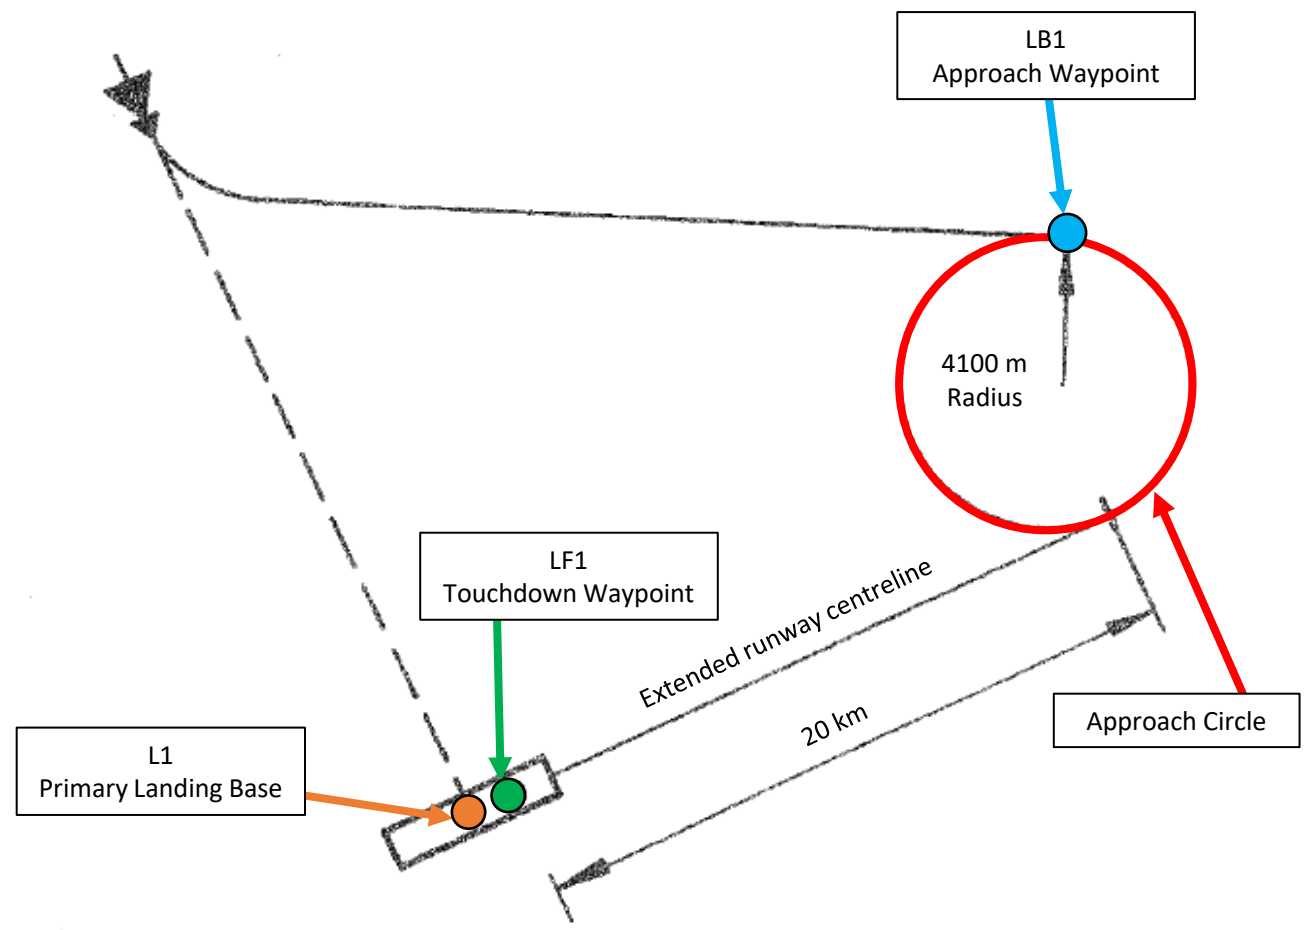 LB1
Approach Waypoint
4100 m
Radius
LF1
Touchdown Waypoint
Extended runway centreline
20 km
Approach Circle
L1
Primary Landing Base